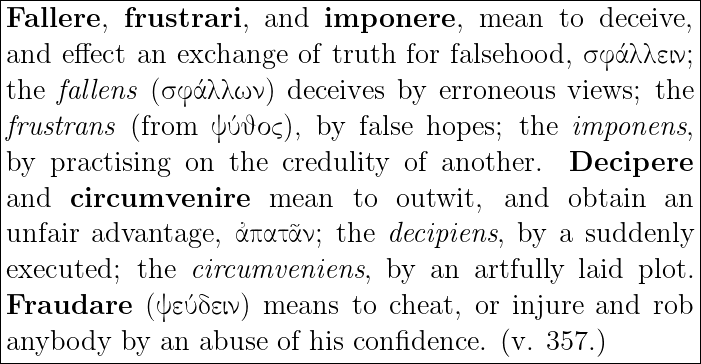 Fallere, frustrari, and imponere, mean to deceive,
and effect an exchange of truth for falsehood, σφάλλειν;
the fallens (σφάλλων) deceives by erroneous views; the
frustrans (from ψύθος), by false hopes; the imponens,
by practising on the credulity of another. Decipere
and circumvenire mean to outwit, and obtain an
unfair advantage, ἀπατᾶν; the decipiens, by a suddenly
executed; the circumveniens, by an artfully laid plot.
Fraudare (ψεύδειν) means to cheat, or injure and rob
anybody by an abuse of his confidence. (v. 357.)